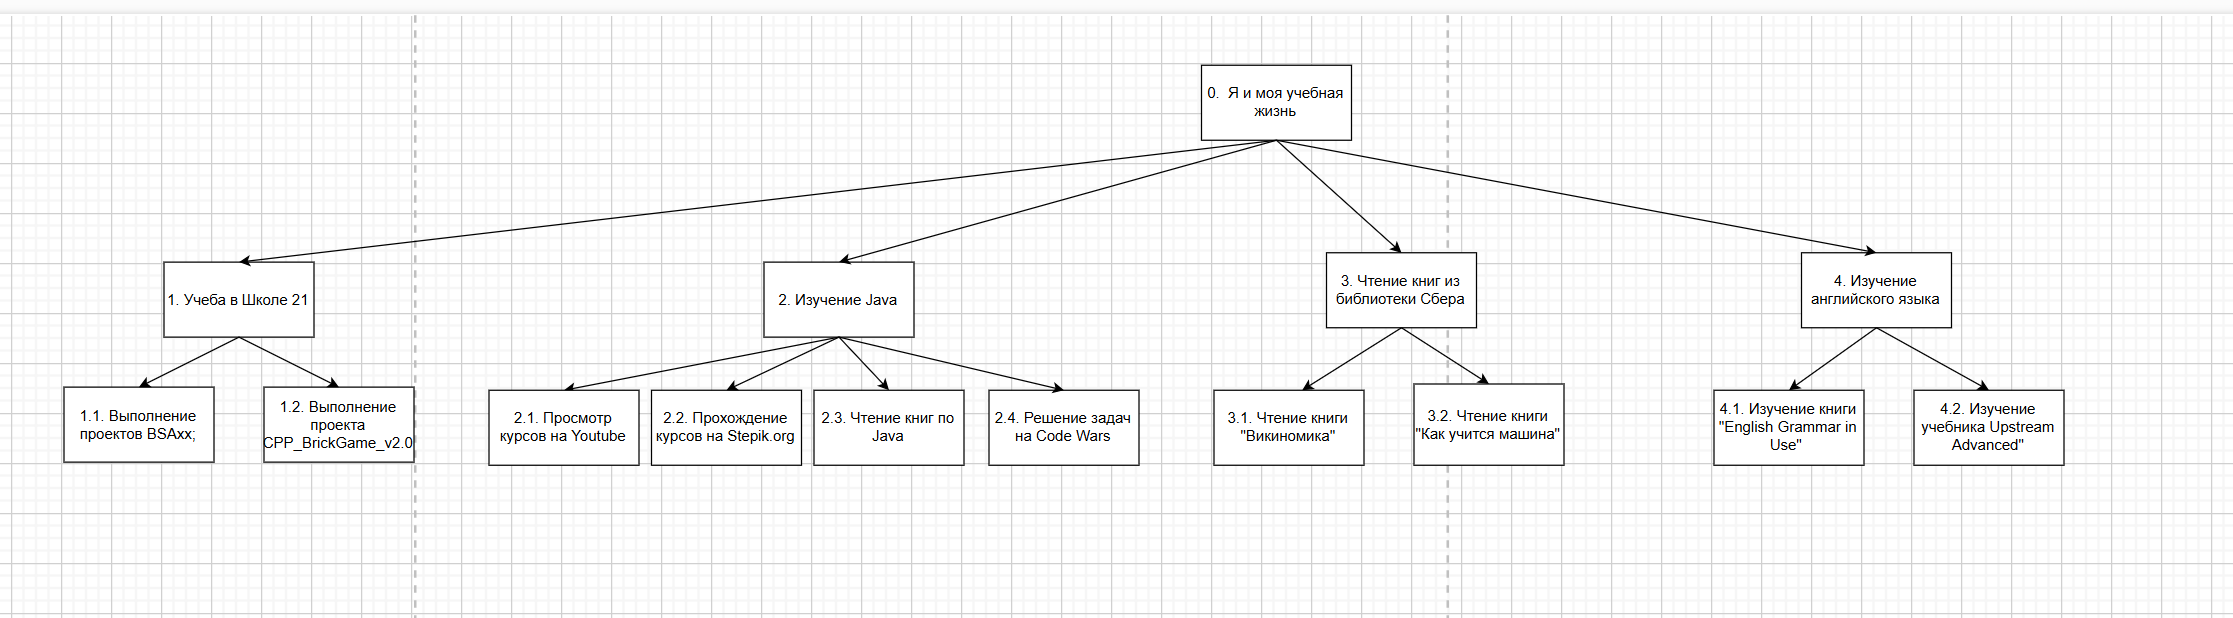 0. Я и моя учебная
жизнь
1. Учеба в Школе 21
2. Изучение Java
3. Чтение книг из
библиотеки Сбера
4. Изучение
английского языка
1.1. Выполнение
проектов BSAxx;
1.2. Выполнение
проекта
CPP_BrickGame_v2.0
2.1. Просмотр
курсов на Youtube
2.2. Прохождение
курсов на Stepik.org
2.3. Чтение книг по
Java
2.4. Решение задач
на Code Wars
3.1. Чтение книги
"Викиномика"
3.2. Чтение книги
"Как учится машина"
4.1. Изучение книги
"English Grammar in
Use"
4.2. Изучение
учебника Upstream
Advanced"